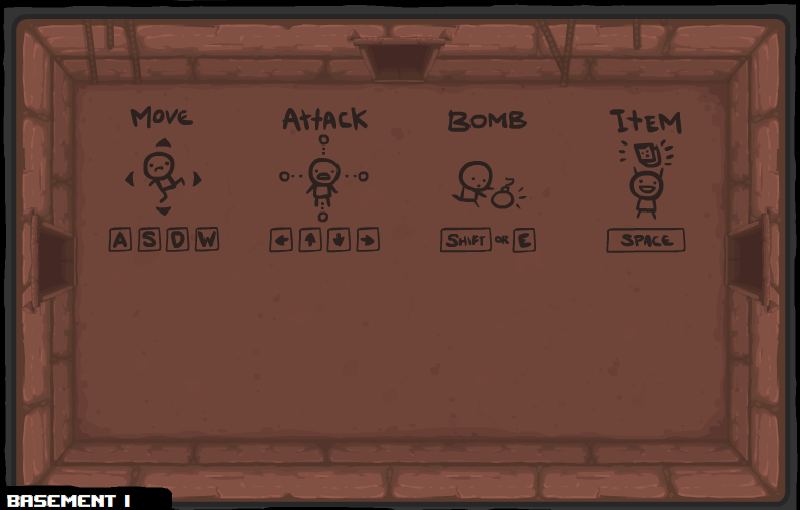 MOVE ATTACK BOMB ITEM
A S D W ← ↑ ↓ → SHIFT OR E SPACE
BASEMENT I